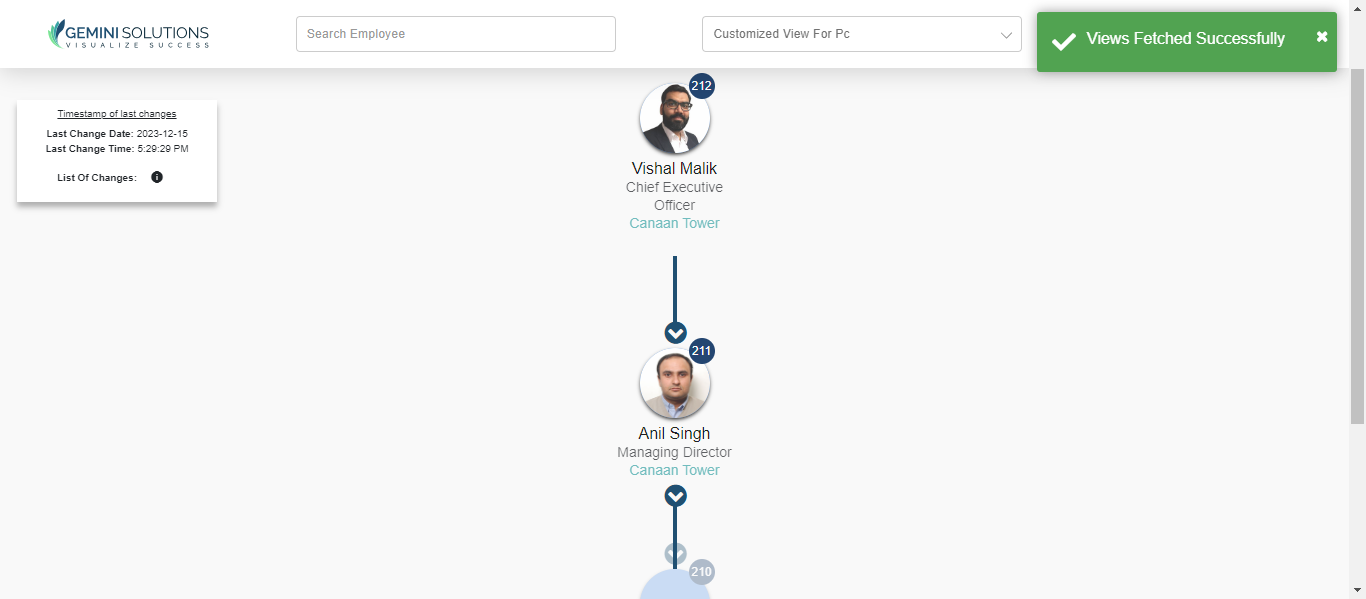 GEMINI SOLUTIONS
VISUALIZE SUCCESS
Search Employee
Customized View For Pc
Views Fetched Successfully
Timestamp of last changes
Last Change Date: 2023-12-15
Last Change Time: 5:29:29 PM
List Of Changes:
212
Vishal Malik
Chief Executive
Officer
Canaan Tower
211
Anil Singh
Managing Director
Canaan Tower
210